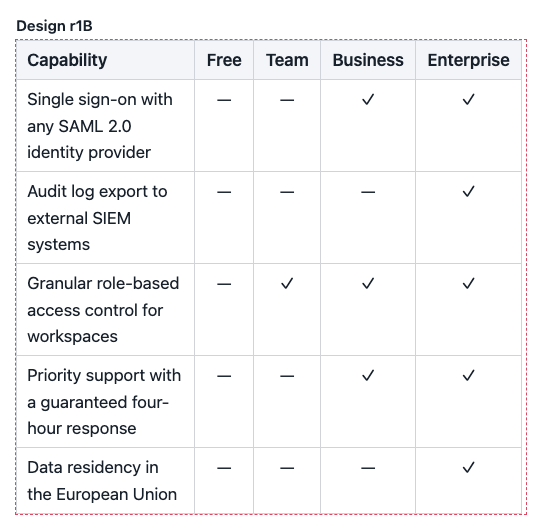 Design r1B
Capability Free Team Business Enterprise
Single sign-on with — — ✓ ✓
any SAML 2.0
identity provider
Audit log export to — — — ✓
external SIEM
systems
Granular role-based — ✓ ✓ ✓
access control for
workspaces
Priority support with — — ✓ ✓
a guaranteed four-
hour response
Data residency in — — — ✓
the European Union